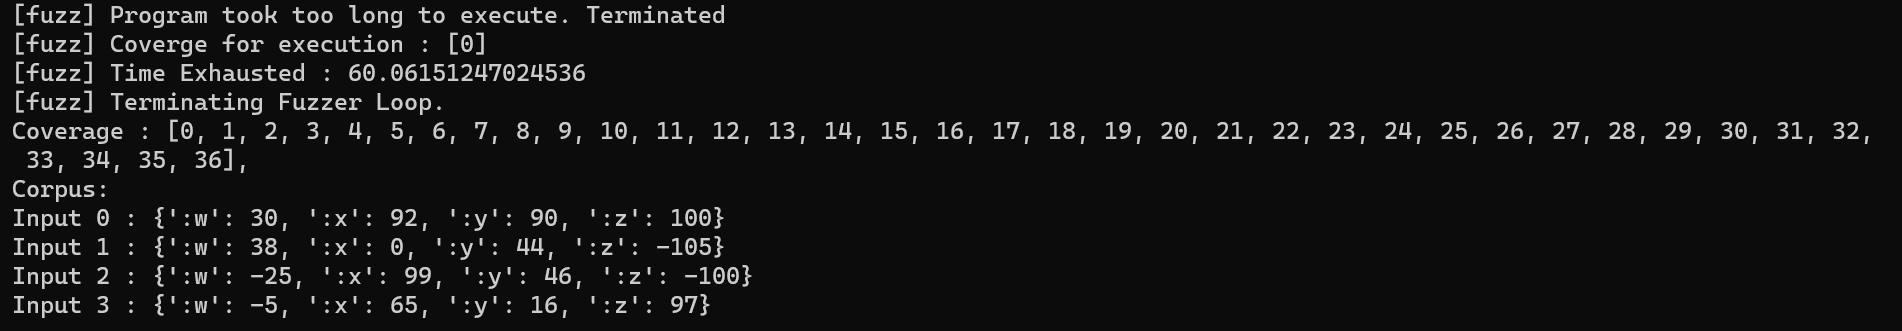 [fuzz] Program took too long to execute. Terminated
[fuzz] Coverge for execution : [0]
[fuzz] Time Exhausted : 60.06151247024536
[fuzz] Terminating Fuzzer Loop.
Coverage : [0, 1, 2, 3, 4, 5, 6, 7, 8, 9, 10, 11, 12, 13, 14, 15, 16, 17, 18, 19, 20, 21, 22, 23, 24, 25, 26, 27, 28, 29, 30, 31, 32,
33, 34, 35, 36],
Corpus:
Input 0 : {':w': 30, ':x': 92, ':y': 90, ':z': 100}
Input 1 : {':w': 38, ':x': 0, ':y': 44, ':z': -105}
Input 2 : {':w': -25, ':x': 99, ':y': 46, ':z': -100}
Input 3 : {':w': -5, ':x': 65, ':y': 16, ':z': 97}